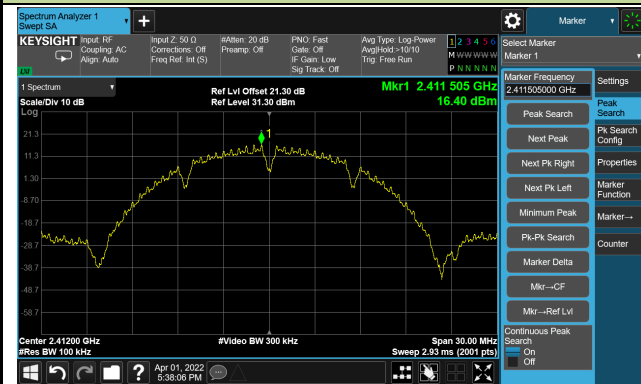 Spectrum Analyzer 1
Swept SA
Marker
KEYSIGHT
Input: RF
Coupling: AC
Align: Auto
Input Z: 50 Ω
Corrections: Off
Freq Ref: Int (S)
#Atten: 20 dB
Preamp: Off
PNO: Fast
Gate: Off
IF Gain: Low
Sig Track: Off
Avg Type: Log-Power
Avg|Hold:>10/10
Trig: Free Run
1 2 3 4 5 6
M W W W W W
P N N N N N
LXI
Select Marker
Marker 1
1 Spectrum
Scale/Div 10 dB
Log
Ref Lvl Offset 21.30 dB
Ref Level 31.30 dBm
Mkr1 2.411 505 GHz
16.40 dBm
1
21.3
11.3
1.30
-8.70
-18.7
-28.7
-38.7
-48.7
-58.7
Center 2.41200 GHz
#Res BW 100 kHz
#Video BW 300 kHz
Span 30.00 MHz
Sweep 2.93 ms (2001 pts)
Marker Frequency
2.411505000 GHz
Peak Search
Next Peak
Next Pk Right
Next Pk Left
Minimum Peak
Pk-Pk Search
Marker Delta
Mkr→CF
Mkr→Ref Lvl
Continuous Peak
Search
On
Off
Settings
Peak
Search
Pk Search
Config
Properties
Marker
Function
Marker→
Counter
?
Apr 01, 2022
5:38:06 PM